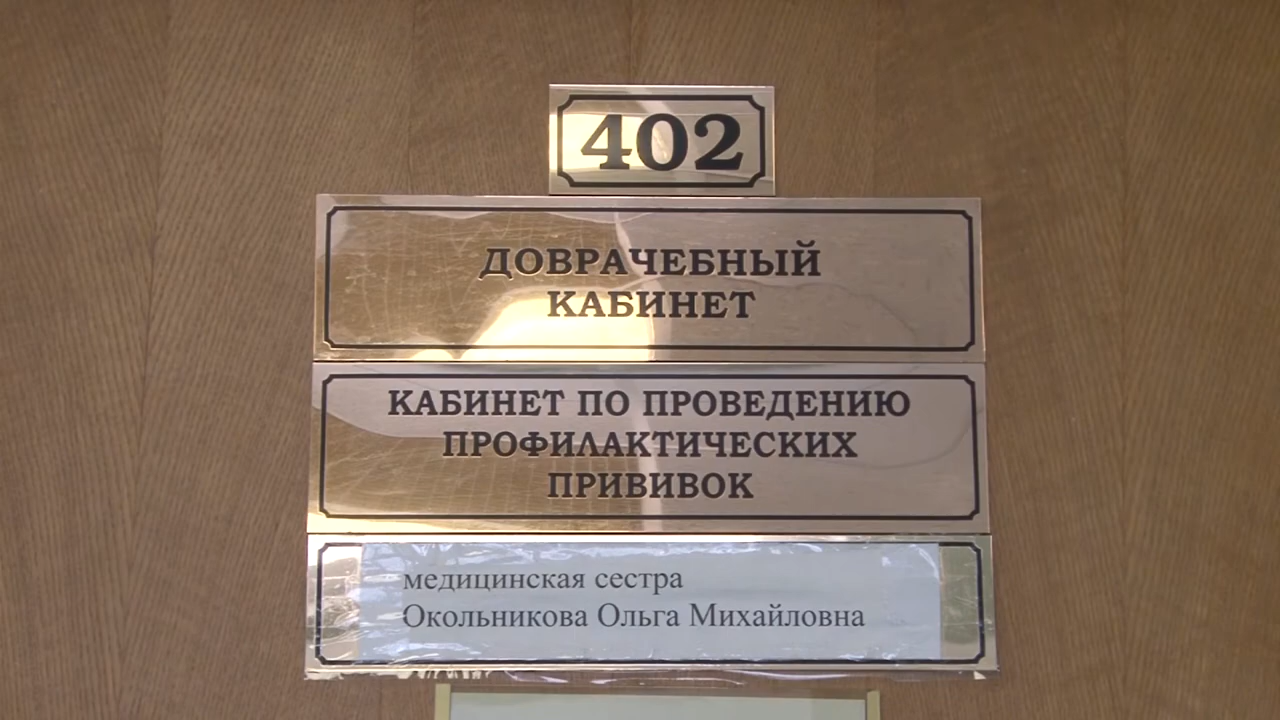 402
ДОВРАЧЕБНЫЙ
КАБИНЕТ
КАБИНЕТ ПО ПРОВЕДЕНИЮ
ПРОФИЛАКТИЧЕСКИХ
ПРИВИВОК
медицинская сестра
Окольникова Ольга Михайловна